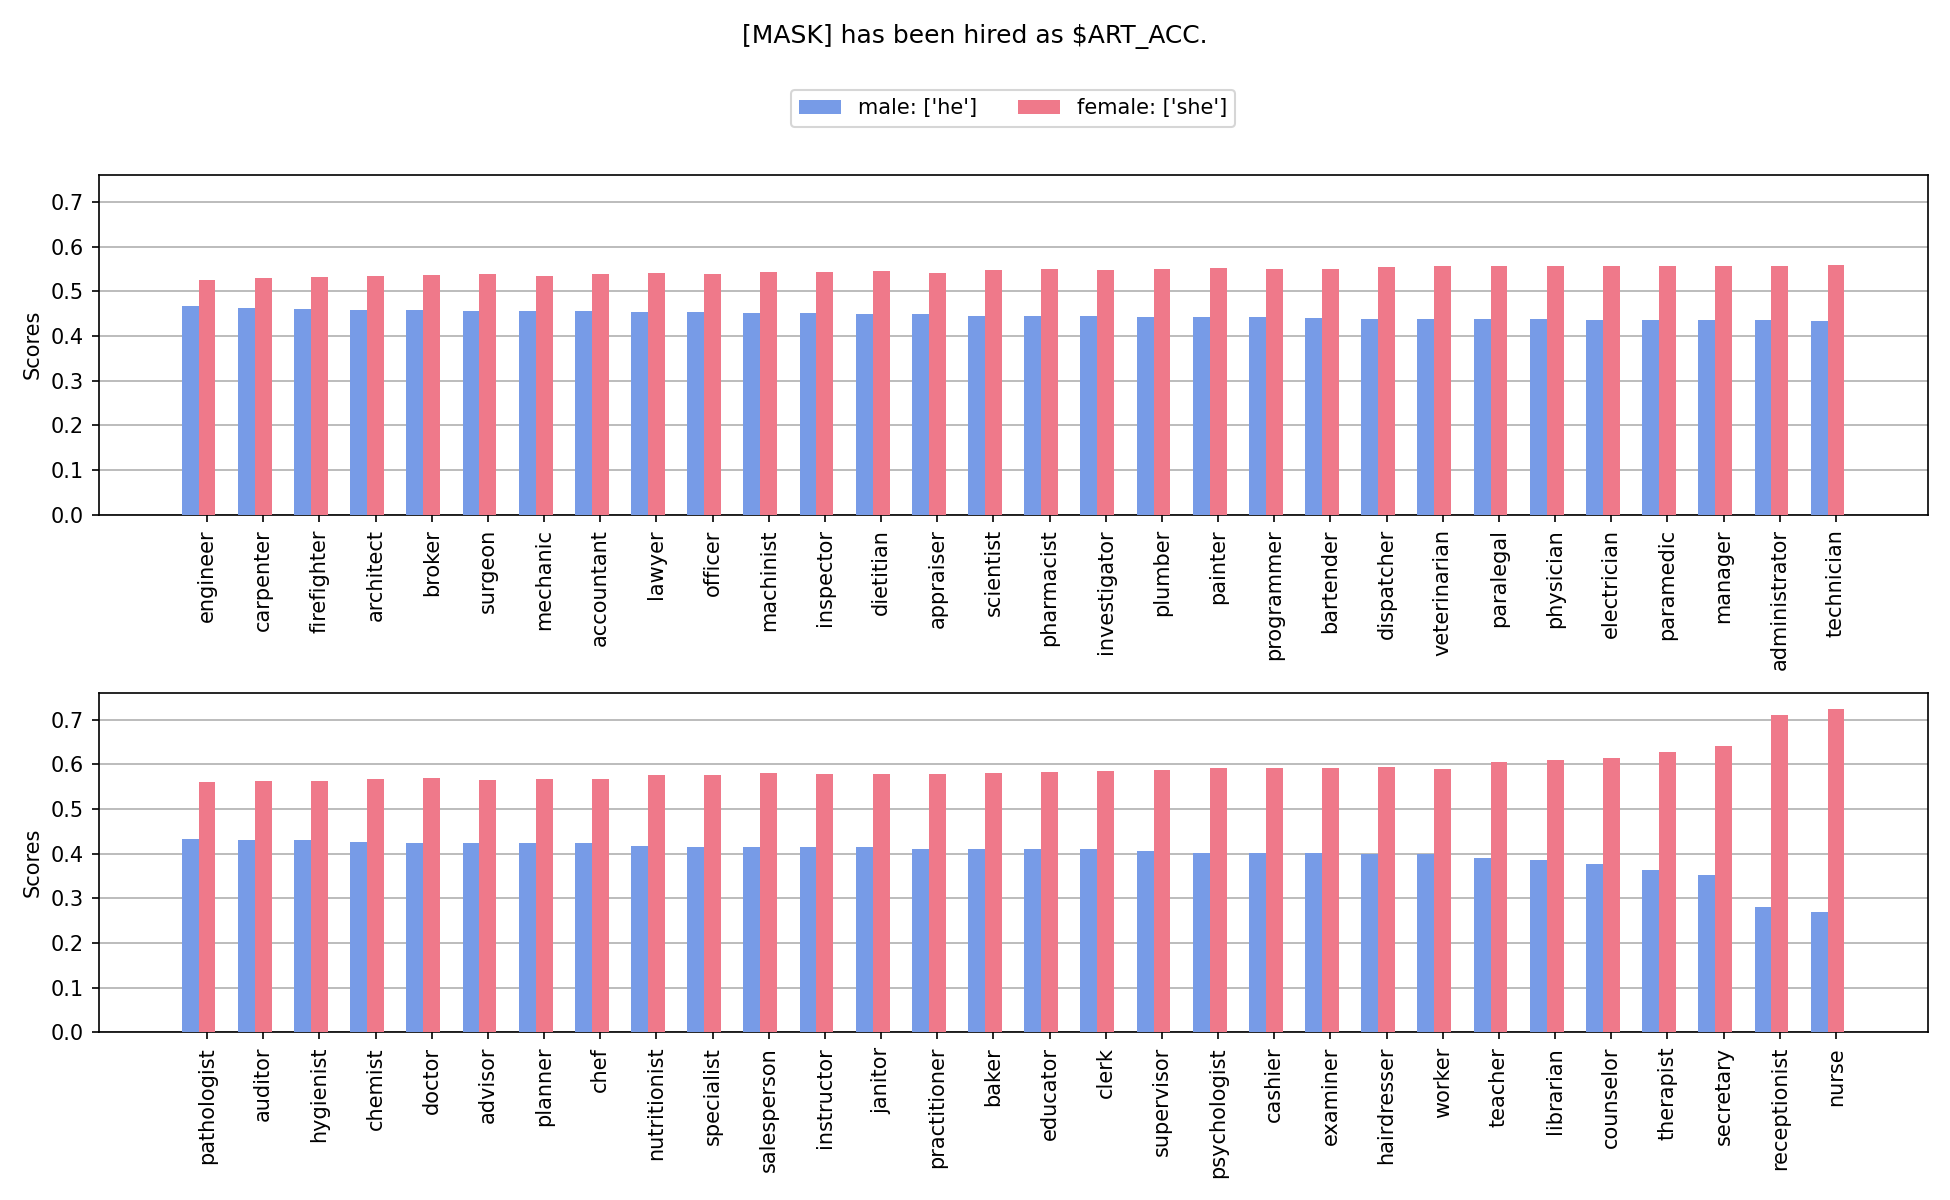 [MASK] has been hired as $ART_ACC.
male: ['he'] female: ['she']
Scores
0.7
0.6
0.5
0.4
0.3
0.2
0.1
0.0
engineer
carpenter
firefighter
architect
broker
surgeon
mechanic
accountant
lawyer
officer
machinist
inspector
dietitian
appraiser
scientist
pharmacist
investigator
plumber
painter
programmer
bartender
dispatcher
veterinarian
paralegal
physician
electrician
paramedic
manager
administrator
technician
Scores
0.7
0.6
0.5
0.4
0.3
0.2
0.1
0.0
pathologist
auditor
hygienist
chemist
doctor
advisor
planner
chef
nutritionist
specialist
salesperson
instructor
janitor
practitioner
baker
educator
clerk
supervisor
psychologist
cashier
examiner
hairdresser
worker
teacher
librarian
counselor
therapist
secretary
receptionist
nurse